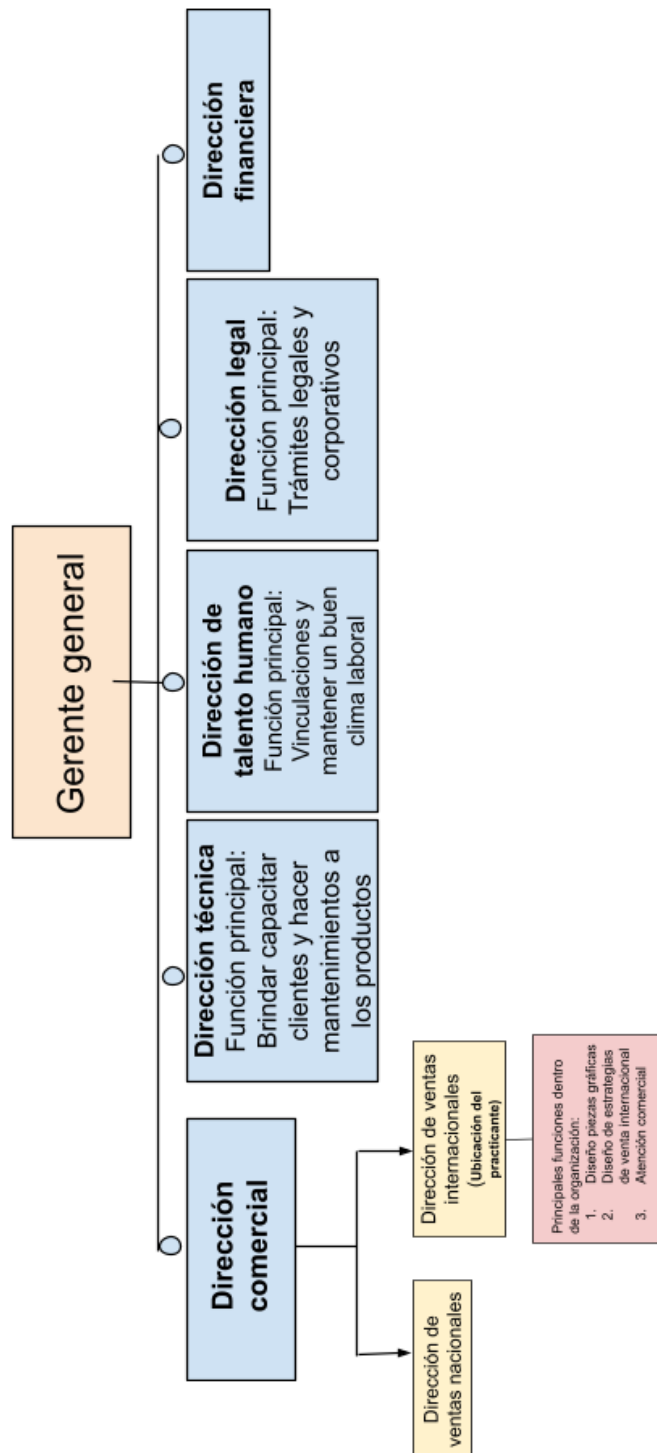 Gerente general
Dirección
comercial
Dirección técnica
Función principal:
Brindar capacitar
clientes y hacer
mantenimientos a
los productos
Dirección de
talento humano
Función principal:
Vinculaciones y
mantener un buen
clima laboral
Dirección legal
Función principal:
Trámites legales y
corporativos
Dirección
financiera
Dirección de
ventas nacionales
Dirección de ventas
internacionales
(Ubicación del
practicante)
Principales funciones dentro
de la organización:
1. Diseño piezas gráficas
2. Diseño de estrategias
de venta internacional
3. Atención comercial